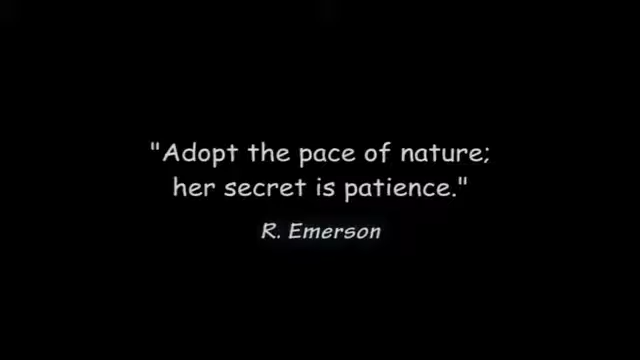 "Adopt the pace of nature;
her secret is patience."
R. Emerson